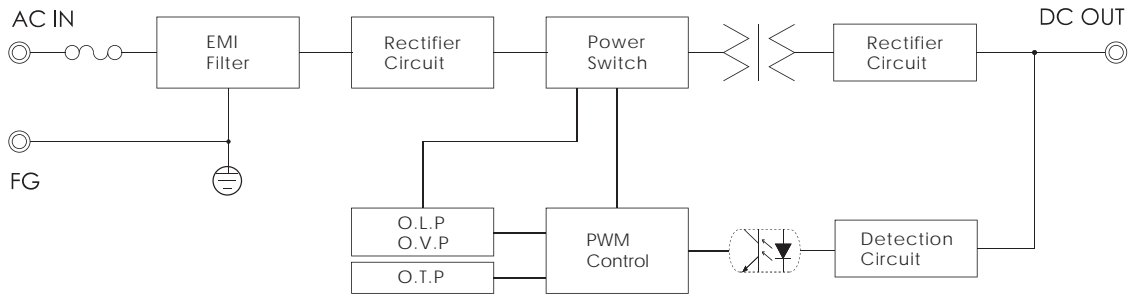 AC IN
DC OUT
EMI
Filter
Rectifier
Circuit
Power
Switch
Rectifier
Circuit
FG
O.L.P
O.V.P
O.T.P
PWM
Control
Detection
Circuit